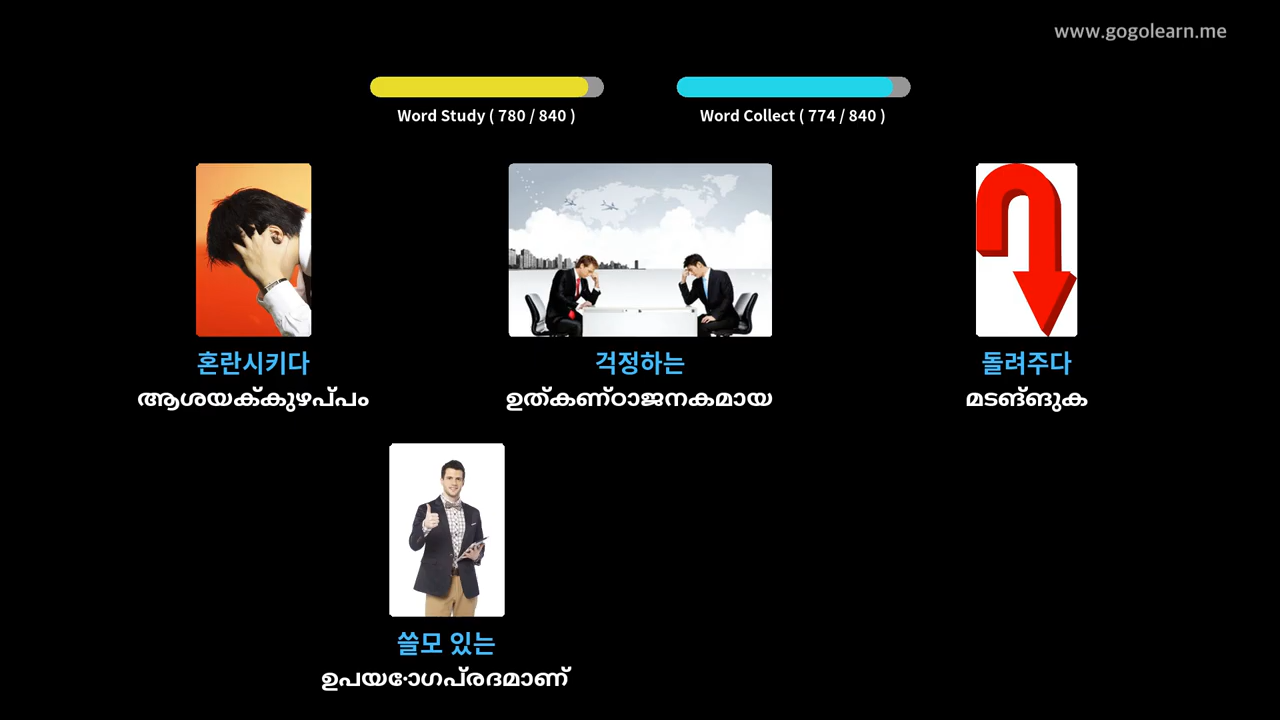 www.gogolearn.me
Word Study ( 780 / 840 )
Word Collect ( 774 / 840 )
혼란시키다
ആശയക്കുഴപ്പം
걱정하는
ഉത്കണ്ഠാജനകമായ
돌려주다
മടങ്ങുക
쓸모 있는
ഉപയോഗപ്രദമാണ്